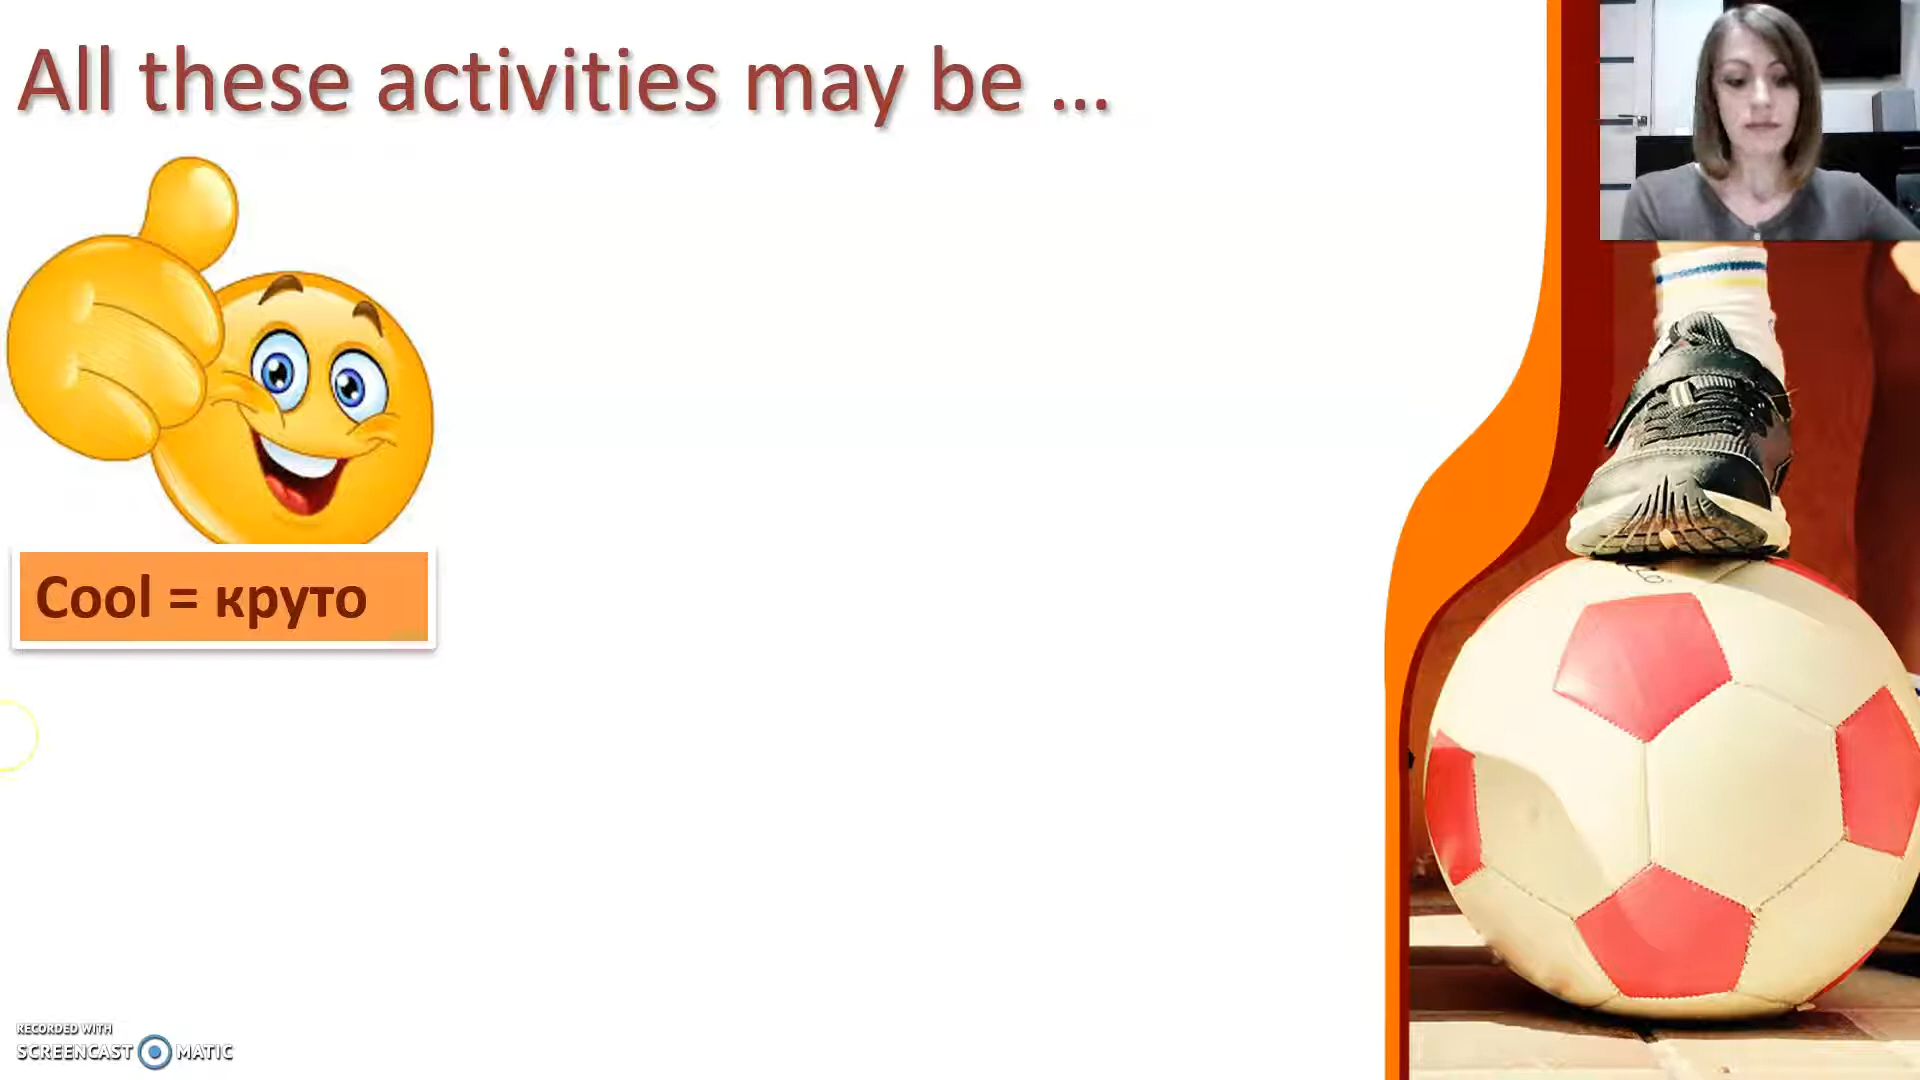 All these activities may be ...
Cool = круто
RECORDED WITH
SCREENCAST MATIC